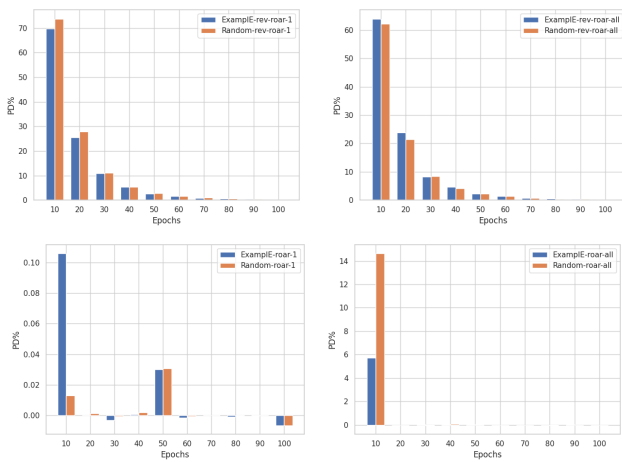 ExamplE-rev-roar-1
Random-rev-roar-1
PD%
70
60
50
40
30
20
10
0
10 20 30 40 50 60 70 80 90 100
Epochs
ExamplE-rev-roar-all
Random-rev-roar-all
PD%
60
50
40
30
20
10
0
10 20 30 40 50 60 70 80 90 100
Epochs
ExamplE-roar-1
Random-roar-1
PD%
0.10
0.08
0.06
0.04
0.02
0.00
10 20 30 40 50 60 70 80 90 100
Epochs
ExamplE-roar-all
Random-roar-all
PD%
14
12
10
8
6
4
2
0
10 20 30 40 50 60 70 80 90 100
Epochs